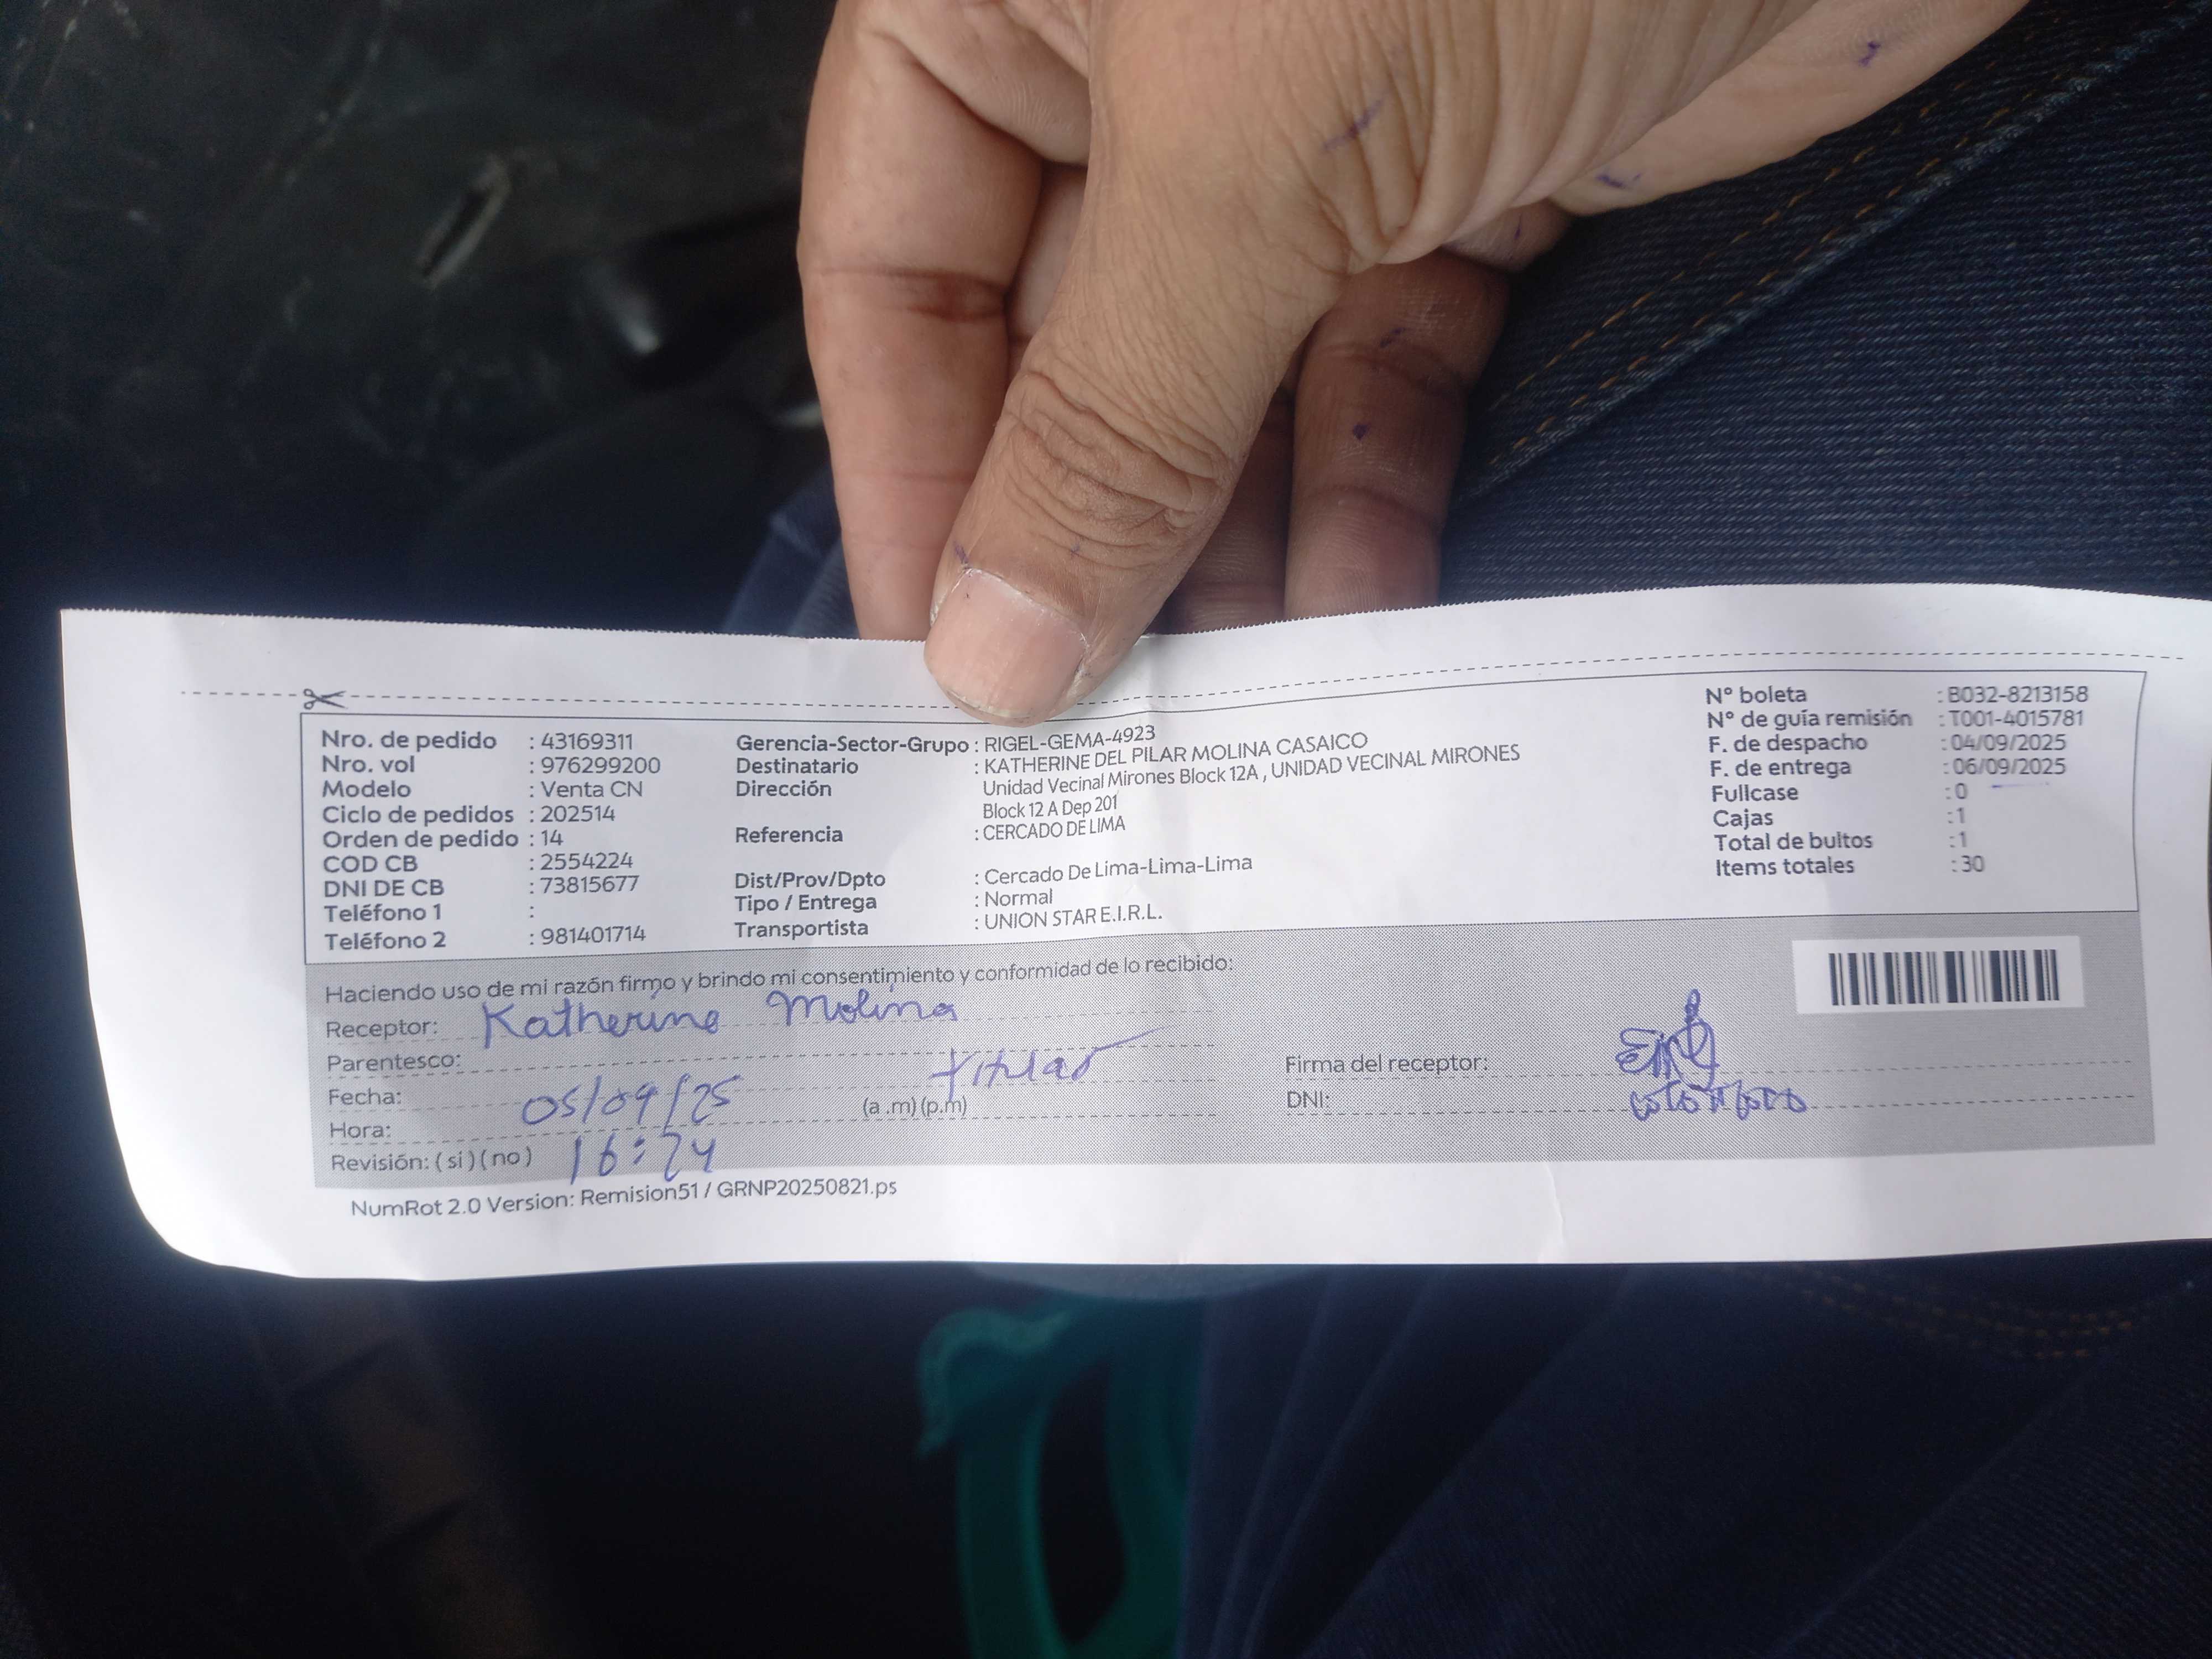 Nro. de pedido : 43169311
Nro. vol : 976299200
Modelo : Venta CN
Ciclo de pedidos : 202514
Orden de pedido : 14
COD CB : 2554224
DNI DE CB : 73815677
Teléfono 1 :
Teléfono 2 : 981401714
Gerencia-Sector-Grupo : RIGEL-GEMA-4923
Destinatario : KATHERINE DEL PILAR MOLINA CASAICO
Dirección Unidad Vecinal Mirones Block 12A , UNIDAD VECINAL MIRONES
Block 12 A Dep 201
Referencia : CERCADO DE LIMA
Dist/Prov/Dpto : Cercado De Lima-Lima-Lima
Tipo / Entrega : Normal
Transportista : UNION STAR E.I.R.L.
N° boleta : B032-8213158
N° de guía remisión : T001-4015781
F. de despacho : 04/09/2025
F. de entrega : 06/09/2025
Fullcase : 0
Cajas : 1
Total de bultos : 1
Items totales : 30
Haciendo uso de mi razón firmo y brindo mi consentimiento y conformidad de lo recibido:
Receptor: Katherine Molina
Parentesco: titular
Fecha: 05/09/25 (a .m) (p.m)
Hora: 16:24
Revisión: ( si ) ( no )
Firma del receptor:
DNI:
NumRot 2.0 Version: Remision51 / GRNP20250821.ps